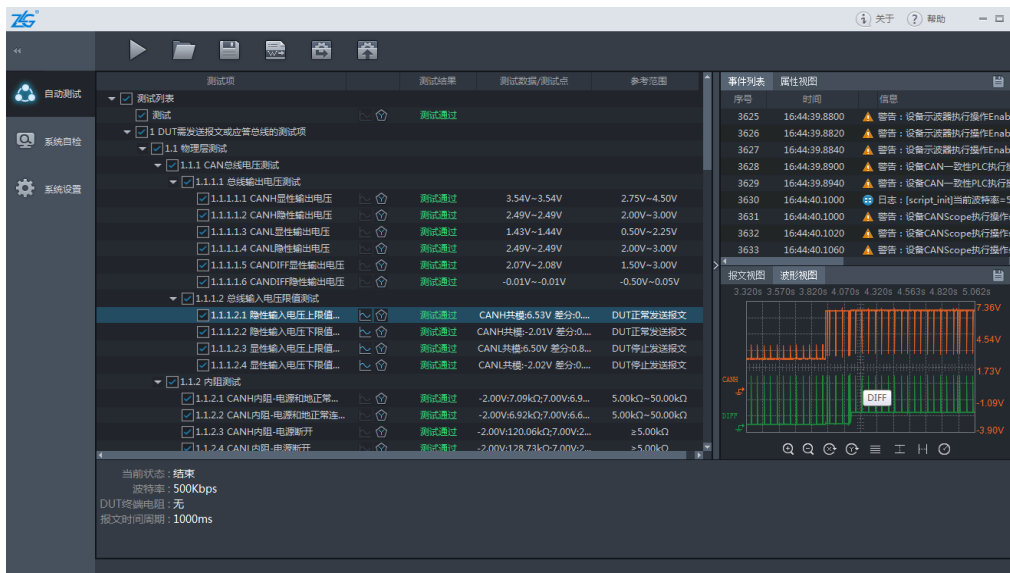 ZLG
关于 帮助
自动测试
系统自检
系统设置
测试项 测试结果 测试数据/测试点 参考范围
测试列表
测试 测试通过
1 DUT需发送报文或应答总线的测试项
1.1 物理层测试
1.1.1 CAN总线电压测试
1.1.1.1 总线输出电压测试
1.1.1.1.1 CANH显性输出电压 测试通过 3.54V~3.54V 2.75V~4.50V
1.1.1.1.2 CANH隐性输出电压 测试通过 2.49V~2.49V 2.00V~3.00V
1.1.1.1.3 CANL显性输出电压 测试通过 1.43V~1.44V 0.50V~2.25V
1.1.1.1.4 CANL隐性输出电压 测试通过 2.49V~2.49V 2.00V~3.00V
1.1.1.1.5 CANDIFF显性输出电压 测试通过 2.07V~2.08V 1.50V~3.00V
1.1.1.1.6 CANDIFF隐性输出电压 测试通过 -0.01V~-0.01V -0.50V~0.05V
1.1.1.2 总线输入电压限值测试
1.1.1.2.1 隐性输入电压上限值... 测试通过 CANH共模:6.53V 差分:0.... DUT正常发送报文
1.1.1.2.2 隐性输入电压下限值... 测试通过 CANH共模:-2.01V 差分:0.... DUT正常发送报文
1.1.1.2.3 显性输入电压上限值... 测试通过 CANL共模:6.50V 差分:0.8... DUT停止发送报文
1.1.1.2.4 显性输入电压下限值... 测试通过 CANL共模:-2.02V 差分:0... DUT停止发送报文
1.1.2 内阻测试
1.1.2.1 CANH内阻-电源和地正常... 测试通过 -2.00V:7.09kΩ;7.00V:6.9... 5.00kΩ~50.00kΩ
1.1.2.2 CANL内阻-电源和地正常连... 测试通过 -2.00V:6.92kΩ;7.00V:6.6... 5.00kΩ~50.00kΩ
1.1.2.3 CANH内阻-电源断开 测试通过 -2.00V:120.06kΩ;7.00V:2... ≥5.00kΩ
1.1.2.4 CANL内阻-电源断开 测试通过 -2.00V:128.73kΩ;7.00V:2... ≥5.00kΩ
事件列表 属性视图
序号 时间 信息
3625 16:44:39.8800 警告：设备示波器执行操作Enab
3626 16:44:39.8820 警告：设备示波器执行操作Enab
3627 16:44:39.8840 警告：设备示波器执行操作Enab
3628 16:44:39.8900 警告：设备CAN一致性PLC执行操
3629 16:44:39.8940 警告：设备CAN一致性PLC执行操
3630 16:44:40.1000 日志：[script_init]当前波特率=5
3631 16:44:40.1000 警告：设备CANScope执行操作
3632 16:44:40.1020 警告：设备CANScope执行操作
3633 16:44:40.1060 警告：设备CANScope执行操作
报文视图 波形视图
3.320s 3.570s 3.820s 4.070s 4.320s 4.563s 4.820s 5.062s
7.36V
4.54V
1.73V
CANH
DIFF
-1.09V
DIFF
-3.90V
当前状态：结束
波特率：500Kbps
DUT终端电阻：无
报文时间周期：1000ms